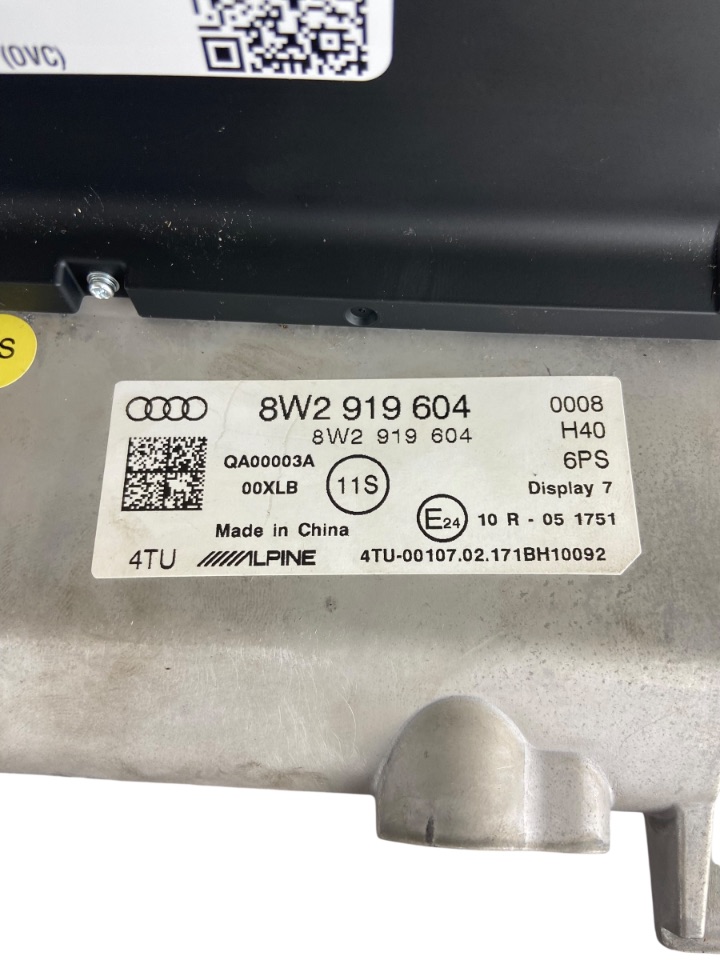 (OVC)
S
8W2 919 604 0008
8W2 919 604 H40
QA00003A 6PS
00XLB 11S Display 7
Made in China E24 10 R - 05 1751
4TU ALPINE 4TU-00107.02.171BH10092